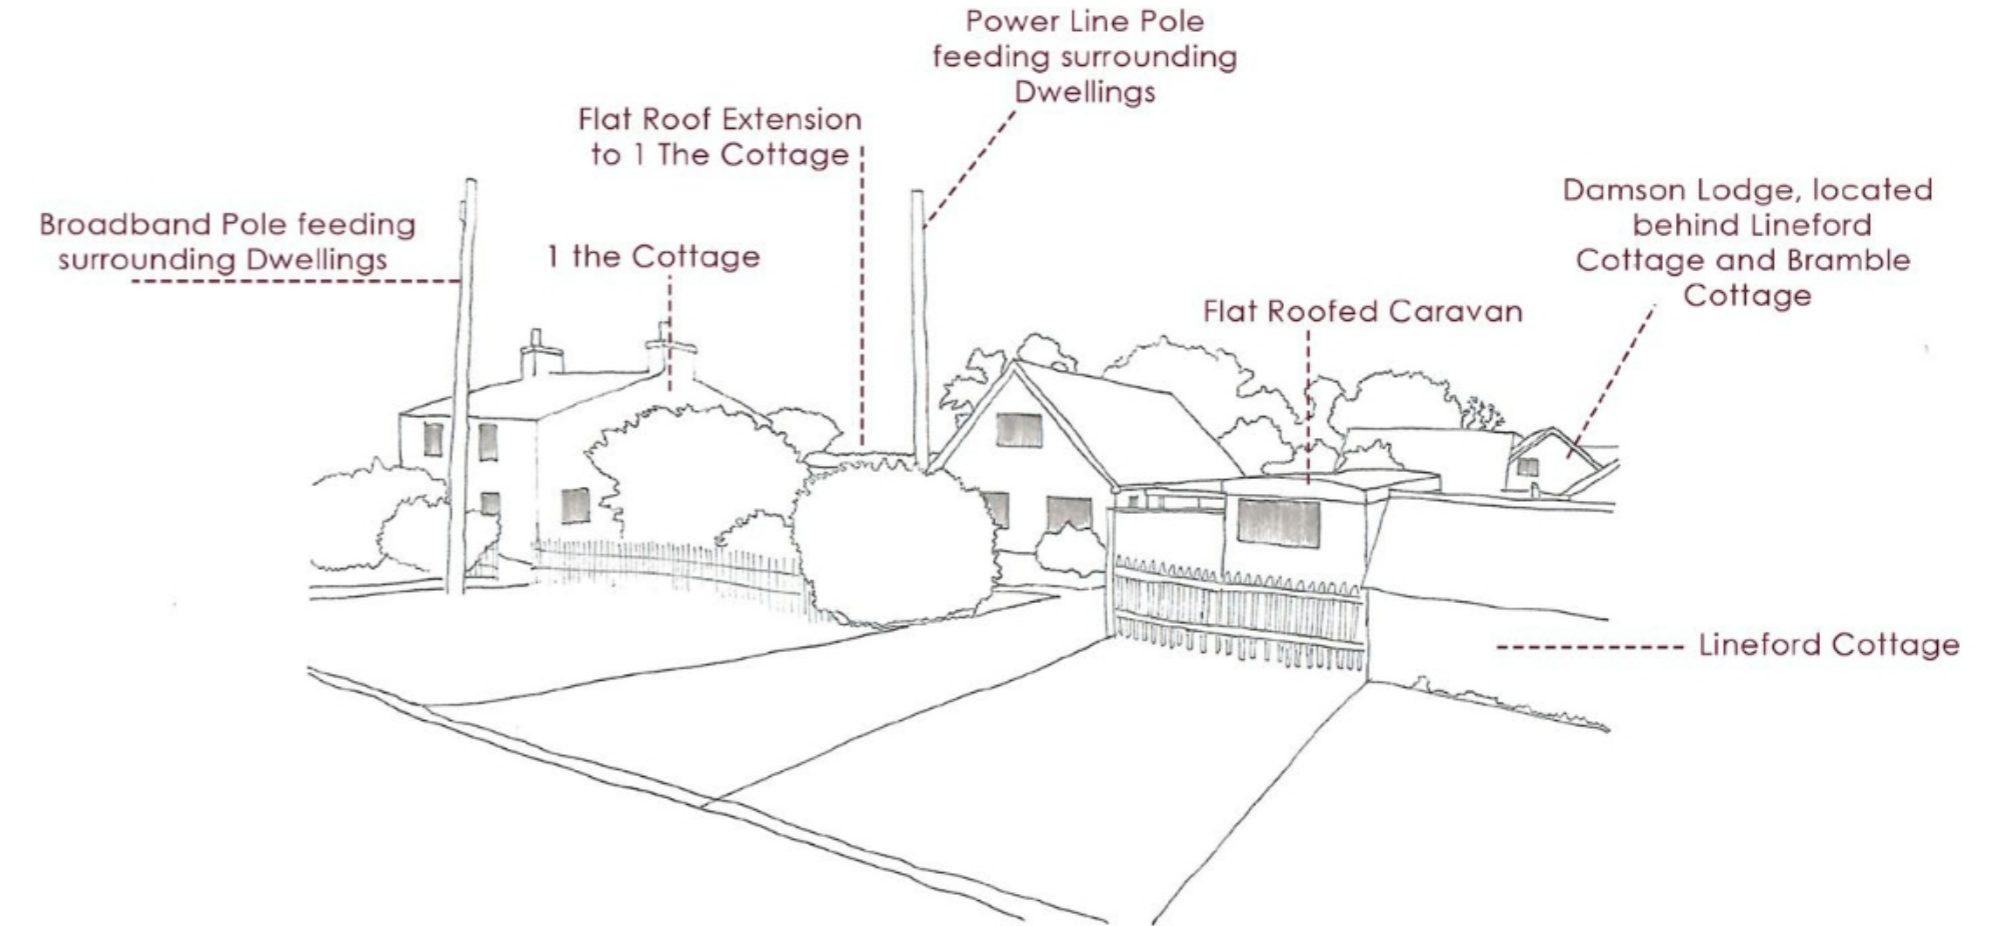 Power Line Pole
feeding surrounding
Dwellings
Flat Roof Extension
to 1 The Cottage
Damson Lodge, located
behind Lineford
Cottage and Bramble
Cottage
Broadband Pole feeding
surrounding Dwellings
1 the Cottage
Flat Roofed Caravan
Lineford Cottage